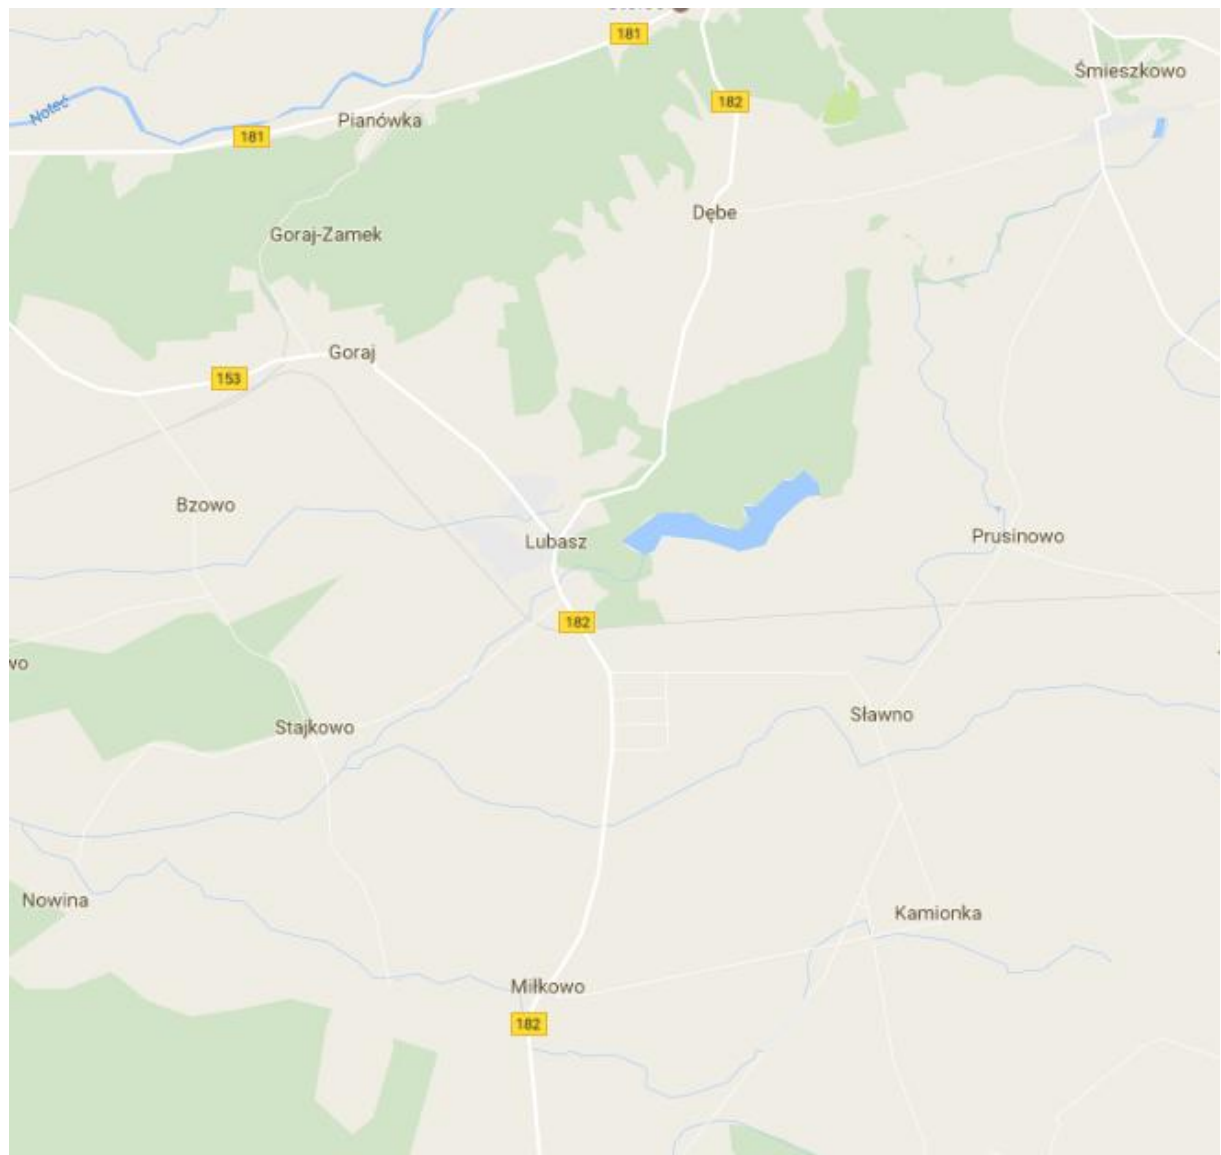 181
Śmieszkowo
182
Noteć
Pianówka
181
Dębe
Goraj-Zamek
Goraj
153
Bzowo
Prusinowo
Lubasz
182
wo
Sławno
Stajkowo
Nowina
Kamionka
Miłkowo
182